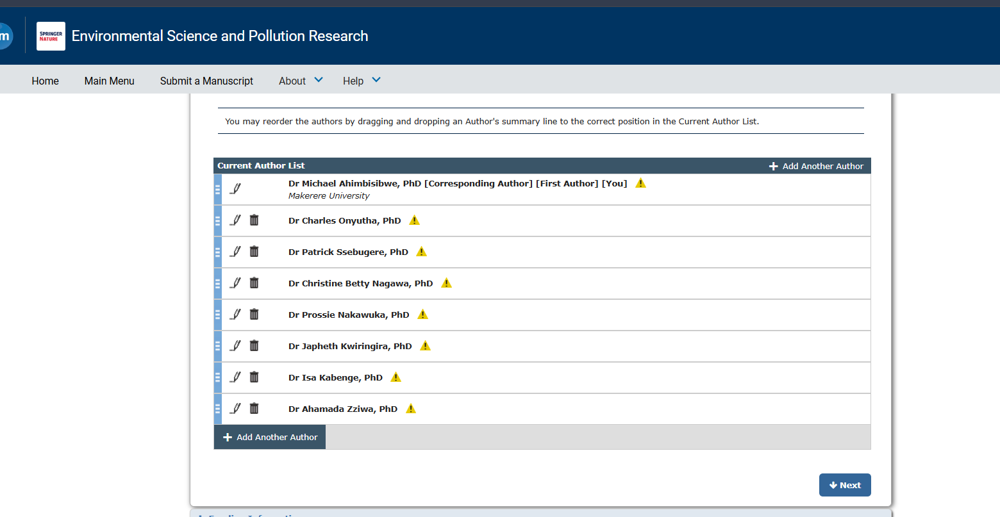 m
SPRINGER
NATURE
Environmental Science and Pollution Research
Home Main Menu Submit a Manuscript About Help
You may reorder the authors by dragging and dropping an Author's summary line to the correct position in the Current Author List.
Current Author List Add Another Author
Dr Michael Ahimbisibwe, PhD [Corresponding Author] [First Author] [You]
Makerere University
Dr Charles Onyutha, PhD
Dr Patrick Ssebugere, PhD
Dr Christine Betty Nagawa, PhD
Dr Prossie Nakawuka, PhD
Dr Japheth Kwiringira, PhD
Dr Isa Kabenge, PhD
Dr Ahamada Zziwa, PhD
Add Another Author
Next